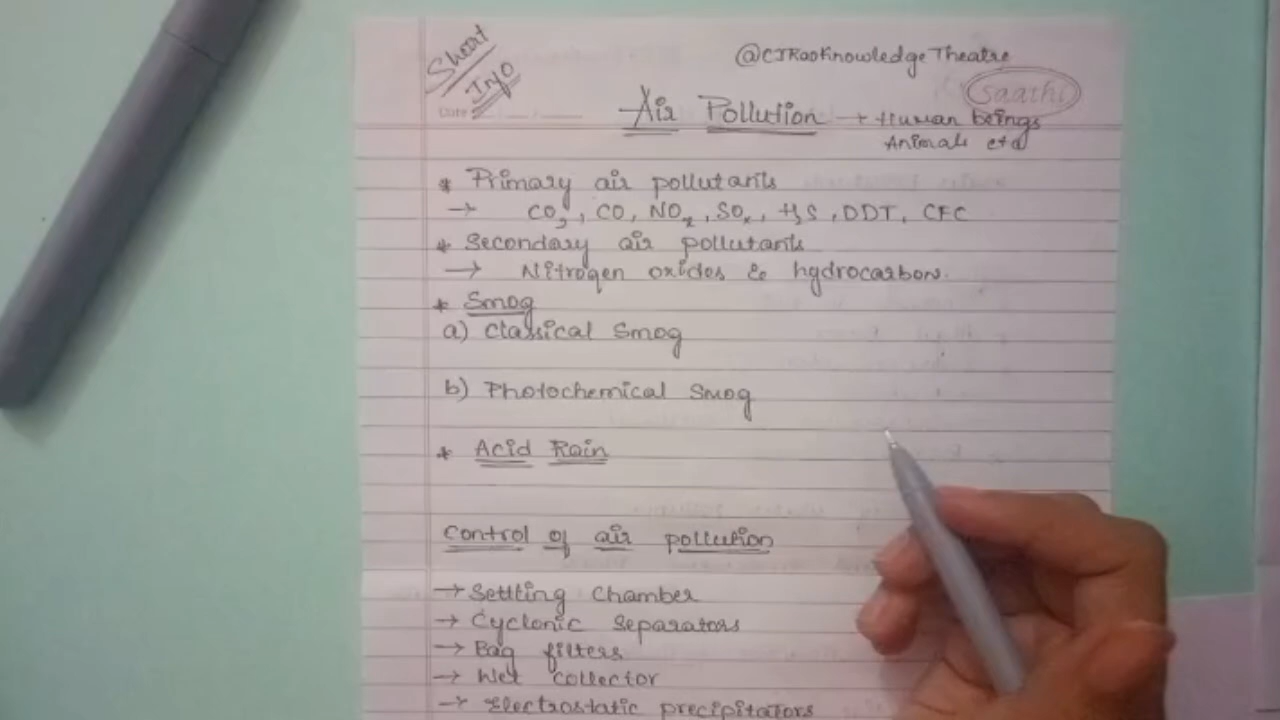 Short
Info
@CJRaoKnowledgeTheatre
Saathi
Date
Air Pollution → Human beings
Animals etc
* Primary air pollutants
→ CO2, CO, NOx, SOx, H2S, DDT, CFC
* Secondary air pollutants
→ Nitrogen oxides & hydrocarbon.
* Smog
a) Classical Smog
b) Photochemical Smog
* Acid Rain
Control of air pollution
→ Settling Chamber
→ Cyclonic Separators
→ Bag filters
→ Wet collector
→ Electrostatic precipitators